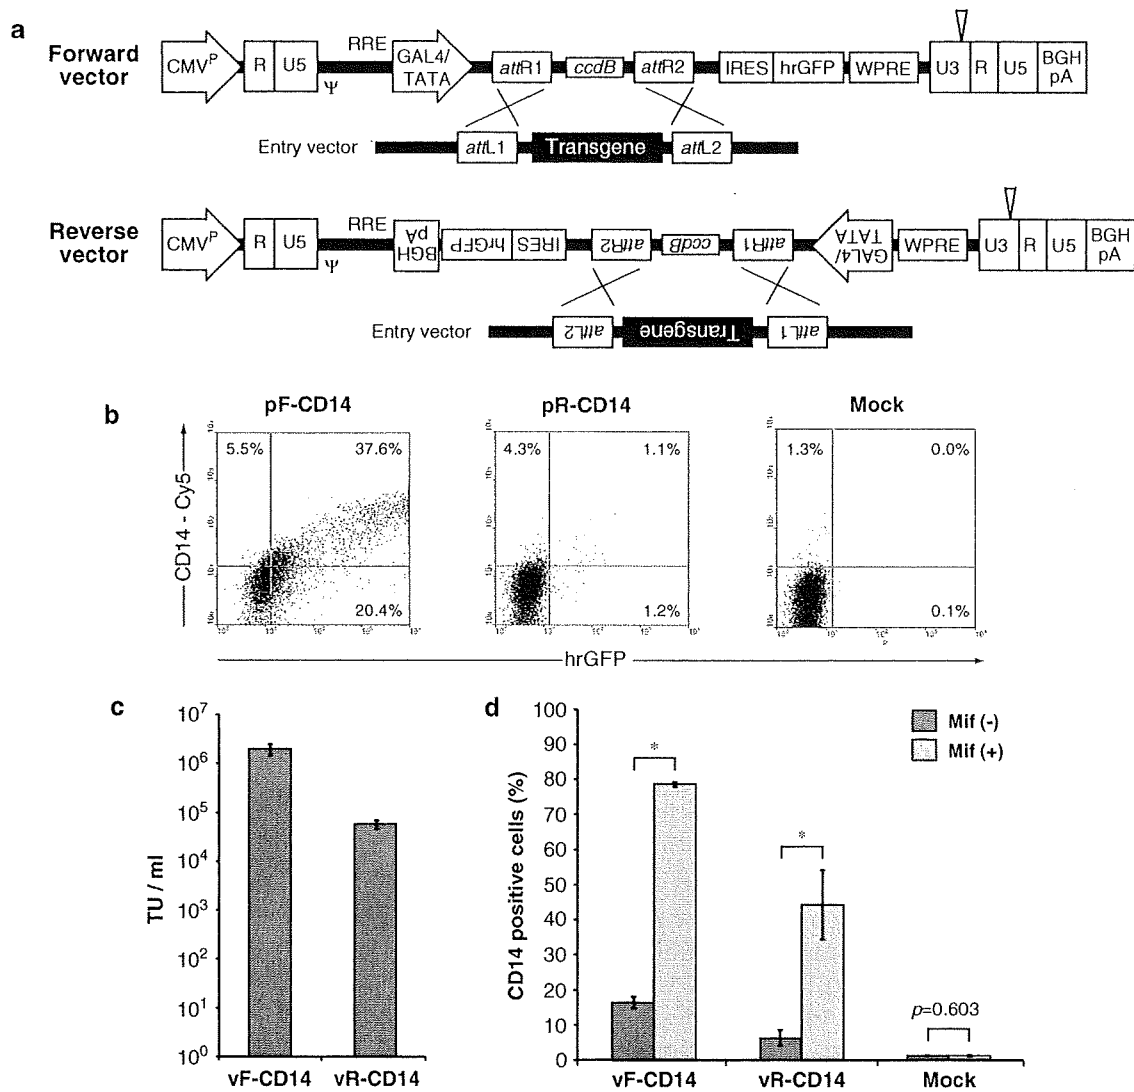 a
Forward vector
CMVP
R
U5
Ψ
RRE
GAL4/TATA
attR1
ccdB
attR2
IRES
hrGFP
WPRE
U3
R
U5
BGH pA
Entry vector
attL1
Transgene
attL2
Reverse vector
CMVP
R
U5
Ψ
RRE
BGH pA
hrGFP
IRES
attR2
ccdB
attR1
GAL4/TATA
WPRE
U3
R
U5
BGH pA
Entry vector
attL2
Transgene
attL1
b
pF-CD14
pR-CD14
Mock
CD14 - Cy5
5.5%
37.6%
20.4%
4.3%
1.1%
1.2%
1.3%
0.0%
0.1%
hrGFP
c
TU / ml
10^7
10^6
10^5
10^4
10^3
10^2
10^1
10^0
vF-CD14
vR-CD14
d
CD14 positive cells (%)
100
90
80
70
60
50
40
30
20
10
0
Mif (-)
Mif (+)
*
*
p=0.603
vF-CD14
vR-CD14
Mock